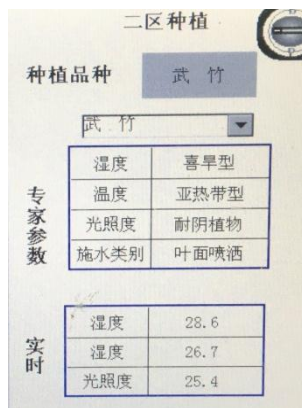 二区种植
种植品种 武竹
武竹
专家参数
湿度 喜旱型
温度 亚热带型
光照度 耐阴植物
施水类别 叶面喷洒
实时
湿度 28.6
湿度 26.7
光照度 25.4